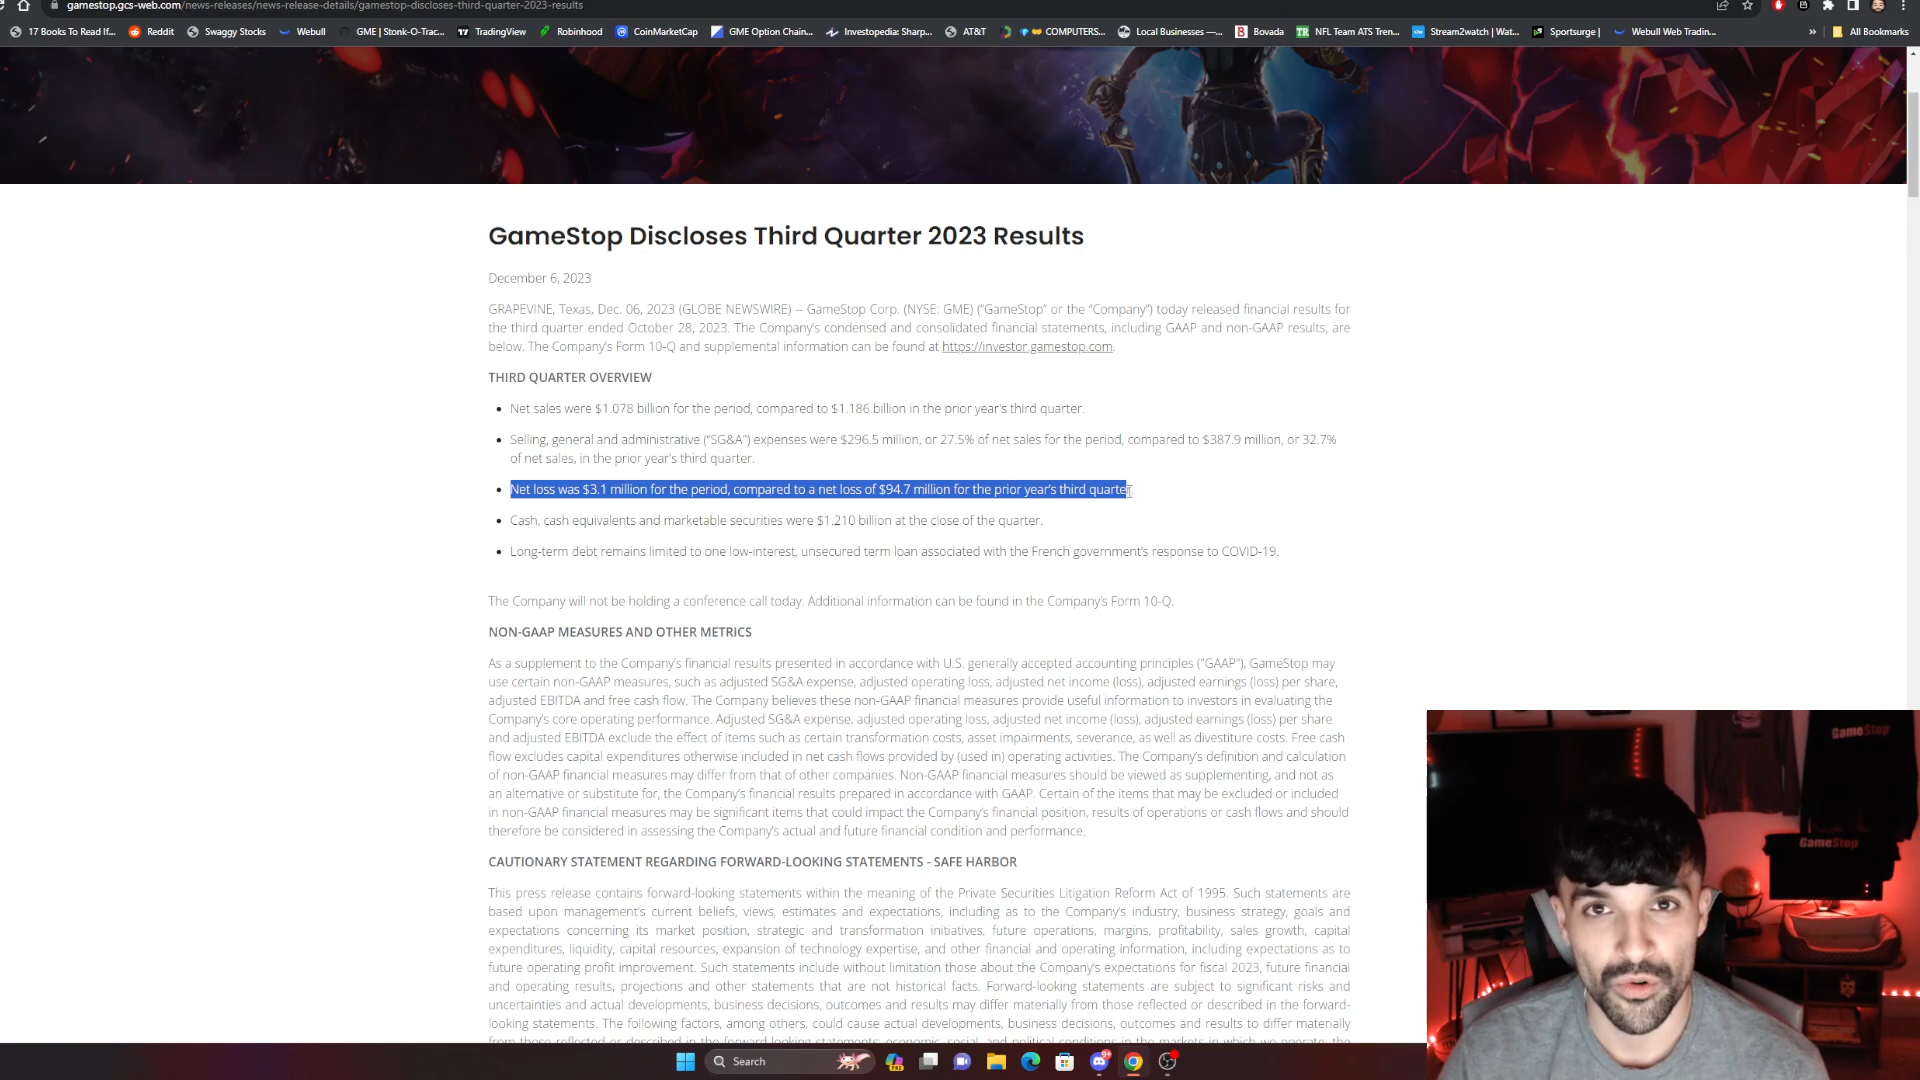 gamestop.gcs-web.com/news-releases/news-release-details/gamestop-discloses-third-quarter-2023-results
17 Books To Read If... Reddit Swaggy Stocks Webull GME | Stonk-O-Trac... TradingView Robinhood CoinMarketCap GME Option Chain... Investopedia: Sharp... AT&T COMPUTERS... Local Businesses —... Bovada NFL Team ATS Tren... Stream2watch | Wat... Sportsurge | Webull Web Tradin... » All Bookmarks
GameStop Discloses Third Quarter 2023 Results
December 6, 2023
GRAPEVINE, Texas, Dec. 06, 2023 (GLOBE NEWSWIRE) -- GameStop Corp. (NYSE: GME) (“GameStop” or the “Company”) today released financial results for
the third quarter ended October 28, 2023. The Company’s condensed and consolidated financial statements, including GAAP and non-GAAP results, are
below. The Company’s Form 10-Q and supplemental information can be found at https://investor.gamestop.com.
THIRD QUARTER OVERVIEW
• Net sales were $1.078 billion for the period, compared to $1.186 billion in the prior year's third quarter.
• Selling, general and administrative (“SG&A”) expenses were $296.5 million, or 27.5% of net sales for the period, compared to $387.9 million, or 32.7%
of net sales, in the prior year's third quarter.
• Net loss was $3.1 million for the period, compared to a net loss of $94.7 million for the prior year’s third quarter
• Cash, cash equivalents and marketable securities were $1.210 billion at the close of the quarter.
• Long-term debt remains limited to one low-interest, unsecured term loan associated with the French government’s response to COVID-19.
The Company will not be holding a conference call today. Additional information can be found in the Company’s Form 10-Q.
NON-GAAP MEASURES AND OTHER METRICS
As a supplement to the Company’s financial results presented in accordance with U.S. generally accepted accounting principles (“GAAP”), GameStop may
use certain non-GAAP measures, such as adjusted SG&A expense, adjusted operating loss, adjusted net income (loss), adjusted earnings (loss) per share,
adjusted EBITDA and free cash flow. The Company believes these non-GAAP financial measures provide useful information to investors in evaluating the
Company’s core operating performance. Adjusted SG&A expense, adjusted operating loss, adjusted net income (loss), adjusted earnings (loss) per share
and adjusted EBITDA exclude the effect of items such as certain transformation costs, asset impairments, severance, as well as divestiture costs. Free cash
flow excludes capital expenditures otherwise included in net cash flows provided by (used in) operating activities. The Company’s definition and calculation
of non-GAAP financial measures may differ from that of other companies. Non-GAAP financial measures should be viewed as supplementing, and not as
an alternative or substitute for, the Company’s financial results prepared in accordance with GAAP. Certain of the items that may be excluded or included
in non-GAAP financial measures may be significant items that could impact the Company’s financial position, results of operations or cash flows and should
therefore be considered in assessing the Company’s actual and future financial condition and performance.
CAUTIONARY STATEMENT REGARDING FORWARD-LOOKING STATEMENTS - SAFE HARBOR
This press release contains forward-looking statements within the meaning of the Private Securities Litigation Reform Act of 1995. Such statements are
based upon management’s current beliefs, views, estimates and expectations, including as to the Company’s industry, business strategy, goals and
expectations concerning its market position, strategic and transformation initiatives, future operations, margins, profitability, sales growth, capital
expenditures, liquidity, capital resources, expansion of technology expertise, and other financial and operating information, including expectations as to
future operating profit improvement. Such statements include without limitation those about the Company’s expectations for fiscal 2023, future financial
and operating results, projections and other statements that are not historical facts. Forward-looking statements are subject to significant risks and
uncertainties and actual developments, business decisions, outcomes and results may differ materially from those reflected or described in the forward-
looking statements. The following factors, among others, could cause actual developments, business decisions, outcomes and results to differ materially
from those reflected or described in the forward-looking statements: economic, social, and political conditions in the markets in which we operate; the
GameStop
GameStop
Search